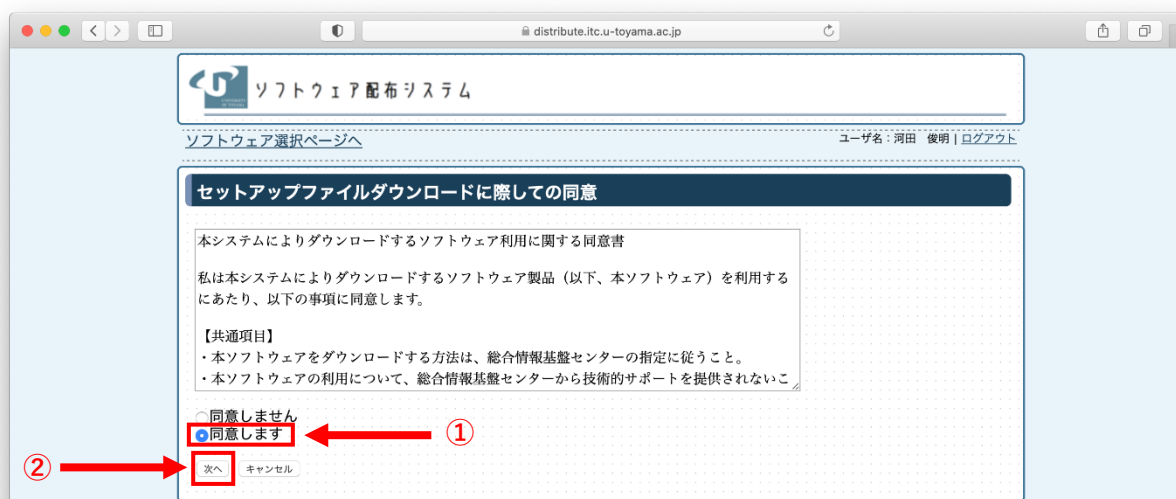 distribute.itc.u-toyama.ac.jp
ソフトウェア配布システム
ソフトウェア選択ページへ
ユーザ名：河田　俊明 | ログアウト
セットアップファイルダウンロードに際しての同意
本システムによりダウンロードするソフトウェア利用に関する同意書
私は本システムによりダウンロードするソフトウェア製品（以下、本ソフトウェア）を利用する
にあたり、以下の事項に同意します。
【共通項目】
・本ソフトウェアをダウンロードする方法は、総合情報基盤センターの指定に従うこと。
・本ソフトウェアの利用について、総合情報基盤センターから技術的サポートを提供されないこ
同意しません
同意します
①
②
次へ
キャンセル